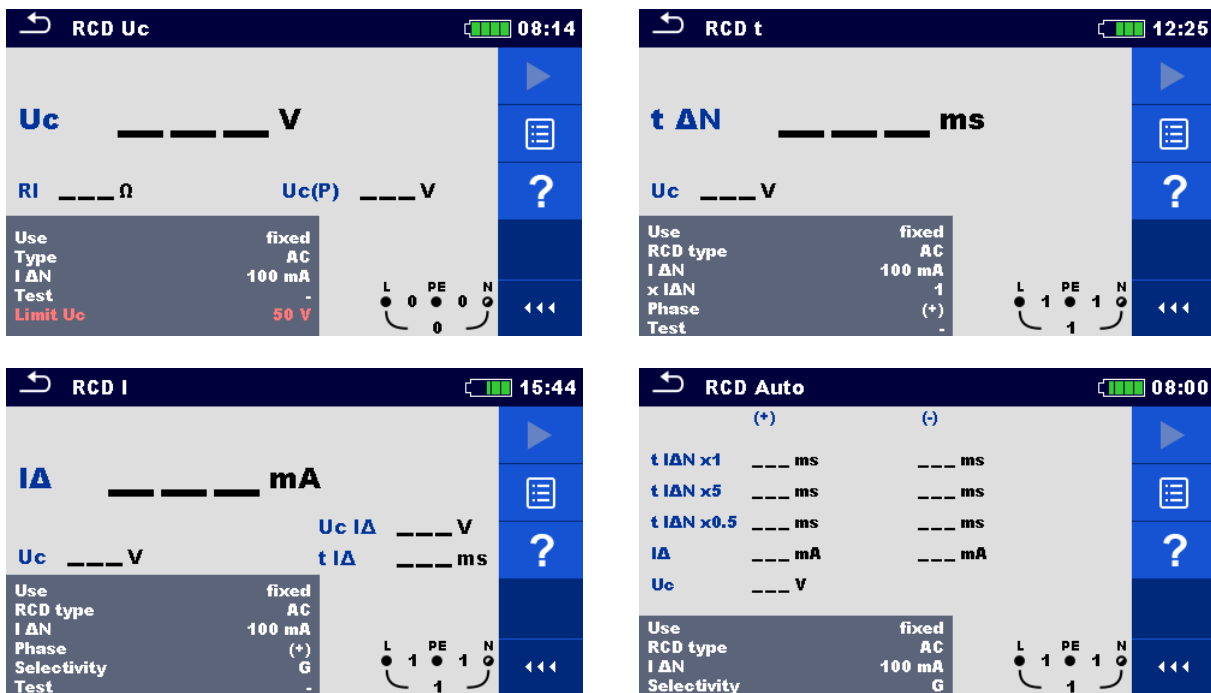 RCD Uc 08:14
Uc ___ V
RI ___ Ω Uc(P) ___ V
?
Use fixed
Type AC
I ΔN 100 mA
Test -
Limit Uc 50 V
L PE N
0 0
0
RCD t 12:25
t ΔN ___ ms
Uc ___ V
?
Use fixed
RCD type AC
I ΔN 100 mA
x IΔN 1
Phase (+)
Test -
L PE N
1 1
1
RCD I 15:44
IΔ ___ mA
Uc IΔ ___ V
Uc ___ V t IΔ ___ ms
?
Use fixed
RCD type AC
I ΔN 100 mA
Phase (+)
Selectivity G
Test -
L PE N
1 1
1
RCD Auto 08:00
(+) (-)
t IΔN x1 ___ ms ___ ms
t IΔN x5 ___ ms ___ ms
t IΔN x0.5 ___ ms ___ ms
IΔ ___ mA ___ mA
Uc ___ V
?
Use fixed
RCD type AC
I ΔN 100 mA
Selectivity G
L PE N
1 1
1